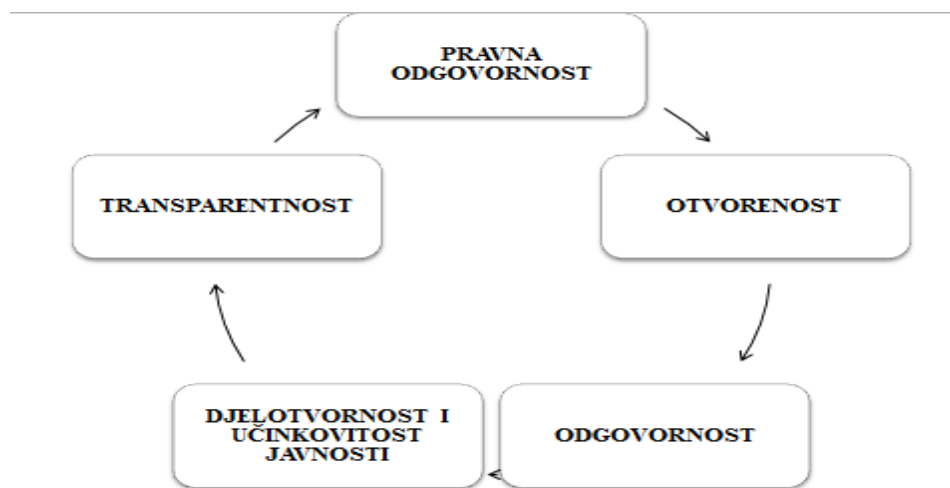 PRAVNA
ODGOVORNOST
TRANSPARENTNOST
OTVORENOST
DJELOTVORNOST I
UČINKOVITOST
JAVNOSTI
ODGOVORNOST